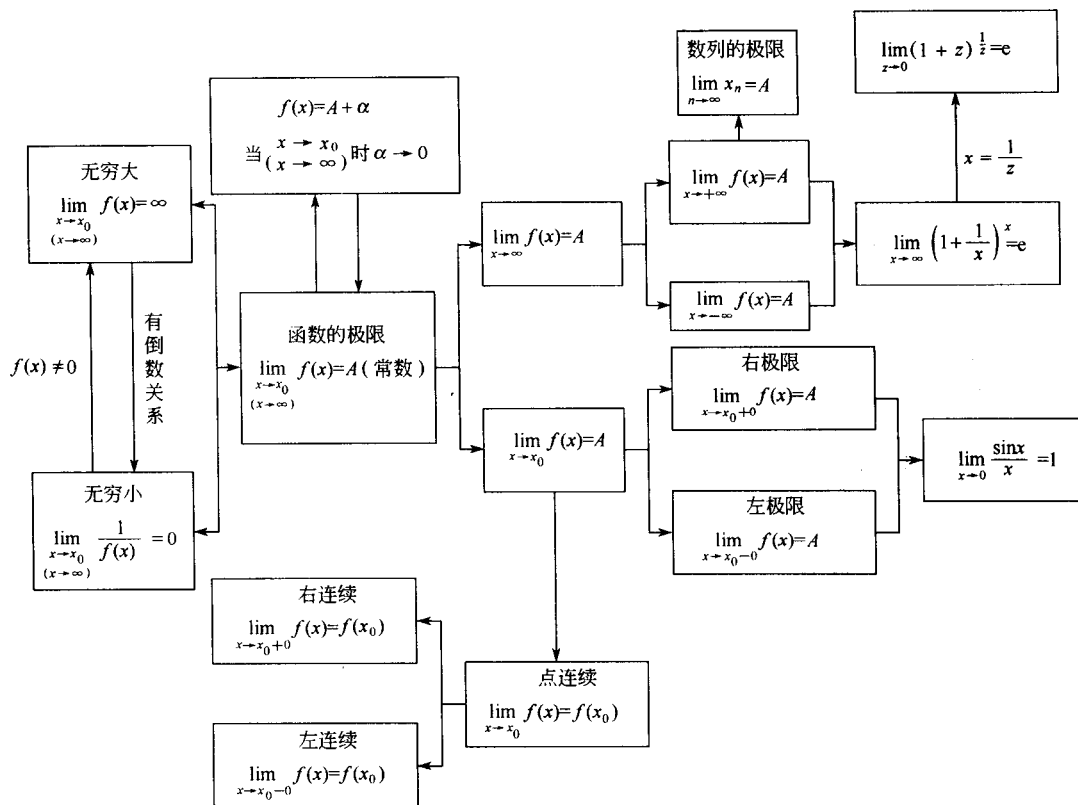 数列的极限
lim xₙ = A
n→∞
lim(1 + z)^(1/z) = e
z→0
x = 1/z
f(x)=A + α
当(x → x₀
x → ∞)时 α → 0
无穷大
lim f(x)=∞
x→x₀
(x→∞)
lim f(x)=A
x→+∞
lim f(x)=A
x→∞
lim (1+1/x)^x=e
x→∞
lim f(x)=A
x→−∞
f(x)≠0
有倒数关系
函数的极限
lim f(x)=A(常数)
x→x₀
(x→∞)
右极限
lim f(x)=A
x→x₀+0
lim f(x)=A
x→x₀
lim sinx/x =1
x→0
左极限
lim f(x)=A
x→x₀−0
无穷小
lim 1/f(x) =0
x→x₀
(x→∞)
右连续
lim f(x)=f(x₀)
x→x₀+0
点连续
lim f(x)=f(x₀)
x→x₀
左连续
lim f(x)=f(x₀)
x→x₀−0